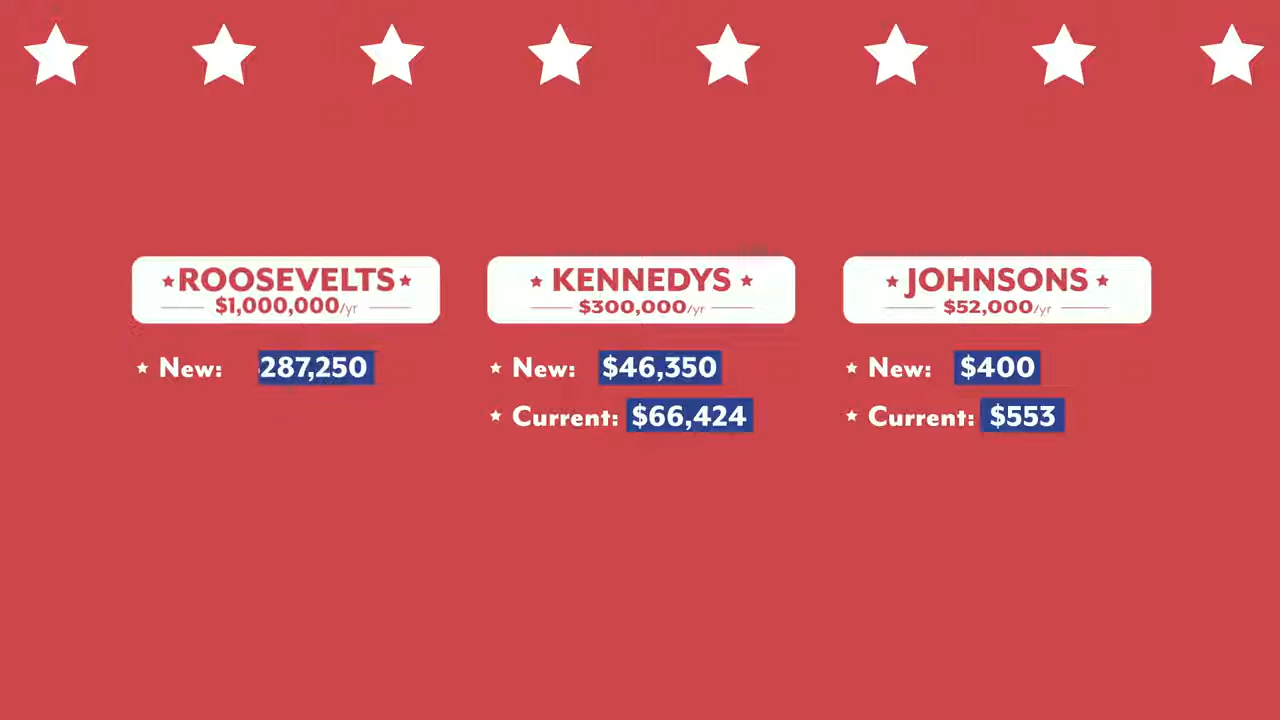 ROOSEVELTS
$1,000,000/yr
New: 287,250
KENNEDYS
$300,000/yr
New: $46,350
Current: $66,424
JOHNSONS
$52,000/yr
New: $400
Current: $553